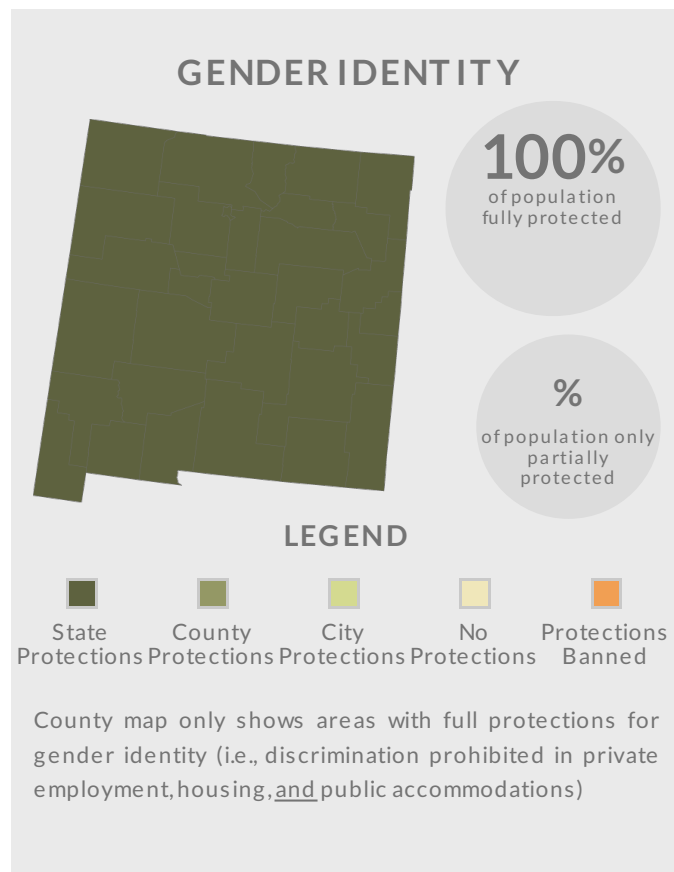 GENDER IDENTITY
100%
of population
fully protected
%
of population only
partially
protected
LEGEND
State
Protections
County
Protections
City
Protections
No
Protections
Protections
Banned
County map only shows areas with full protections for
gender identity (i.e., discrimination prohibited in private
employment, housing, and public accommodations)